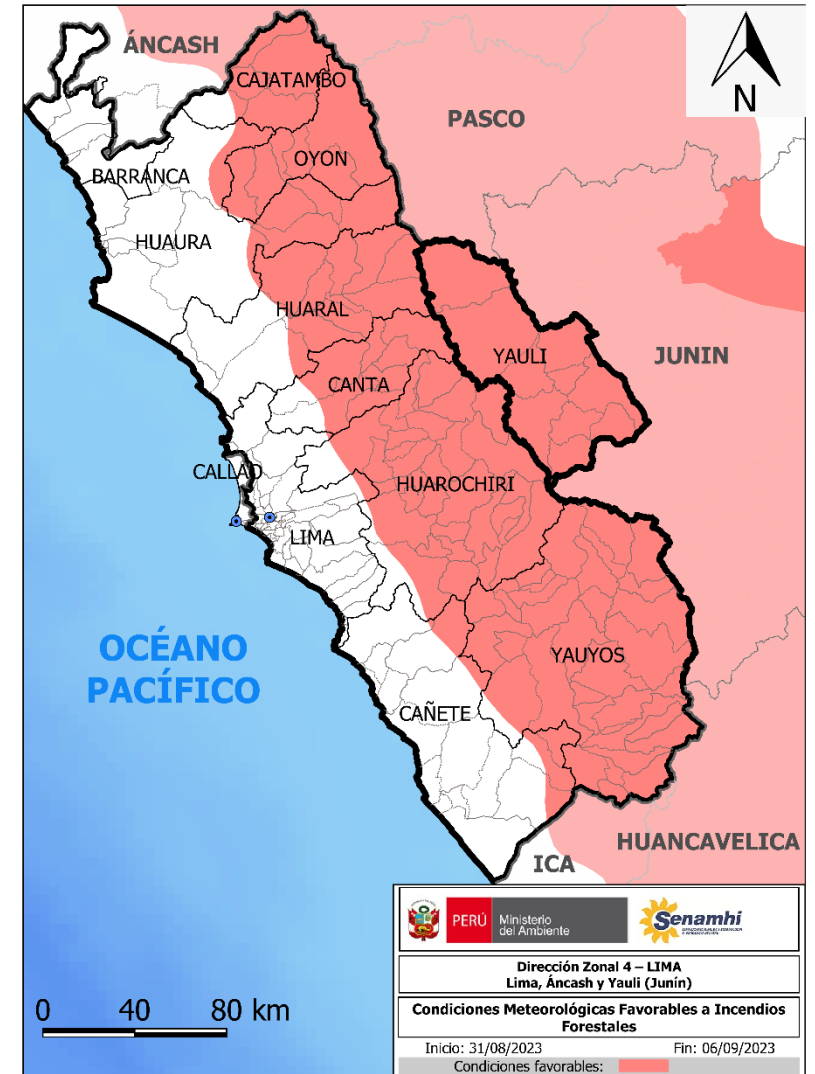 ÁNCASH
CAJATAMBO
N
PASCO
OYON
BARRANCA
HUAURA
HUARAL
YAULI
JUNIN
CANTA
CALLAO
HUAROCHIRI
LIMA
OCÉANO
PACÍFICO
YAUYOS
CAÑETE
HUANCAVELICA
ICA
PERÚ
Ministerio
del Ambiente
Senamhi
Dirección Zonal 4 – LIMA
Lima, Áncash y Yauli (Junín)
Condiciones Meteorológicas Favorables a Incendios
Forestales
0 40 80 km
Inicio: 31/08/2023 Fin: 06/09/2023
Condiciones favorables: